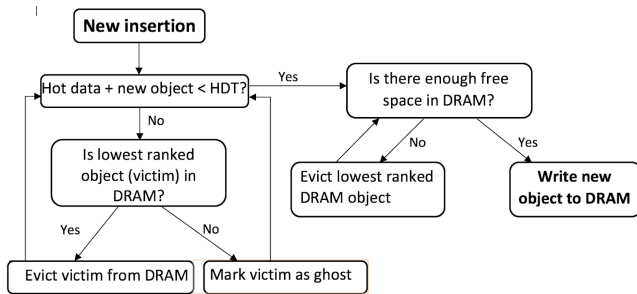 New insertion
Hot data + new object < HDT?
Yes
Is there enough free
space in DRAM?
No
Is lowest ranked
object (victim) in
DRAM?
No
Yes
Evict lowest ranked
DRAM object
Write new
object to DRAM
Yes
No
Evict victim from DRAM
Mark victim as ghost